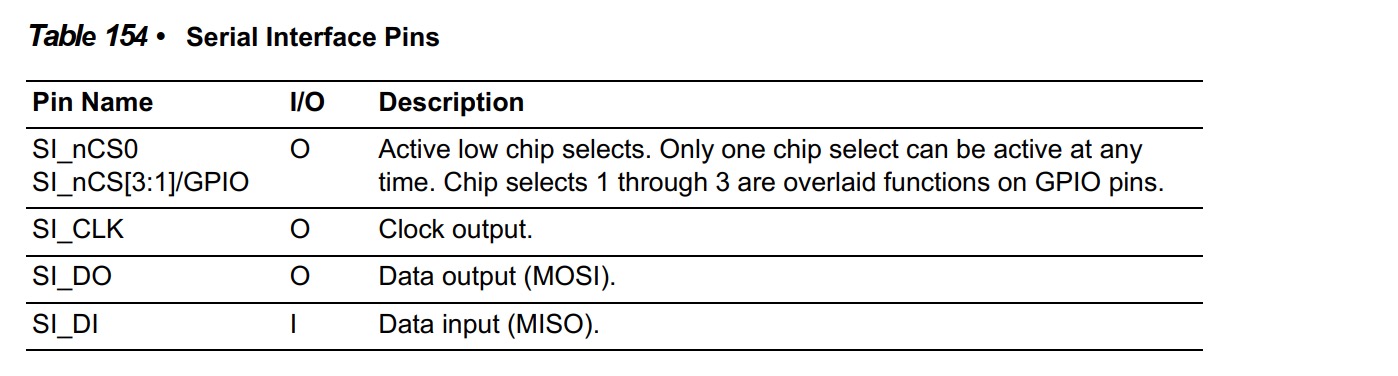 Table 154 • Serial Interface Pins
Pin Name I/O Description
SI_nCS0 O Active low chip selects. Only one chip select can be active at any
SI_nCS[3:1]/GPIO time. Chip selects 1 through 3 are overlaid functions on GPIO pins.
SI_CLK O Clock output.
SI_DO O Data output (MOSI).
SI_DI I Data input (MISO).